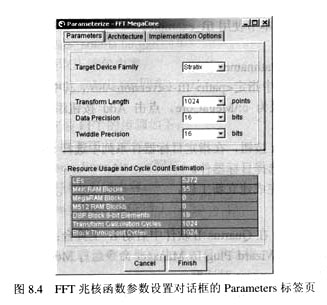 Parameterize - FFT MegaCore
Parameters Architecture Implementation Options
Target Device Family Stratix
Transform Length 1024 points
Data Precision 16 bits
Twiddle Precision 16 bits
Resource Usage and Cycle Count Estimation
LEs 5372
M4K RAM Blocks 35
MegaRAM Blocks 0
M512 RAM Blocks 0
DSP Block 9-bit Elements 18
Transform Calculation Cycles 1024
Block Throughput Cycles 1024
Cancel Finish
图 8.4 FFT 兆核函数参数设置对话框的 Parameters 标签页